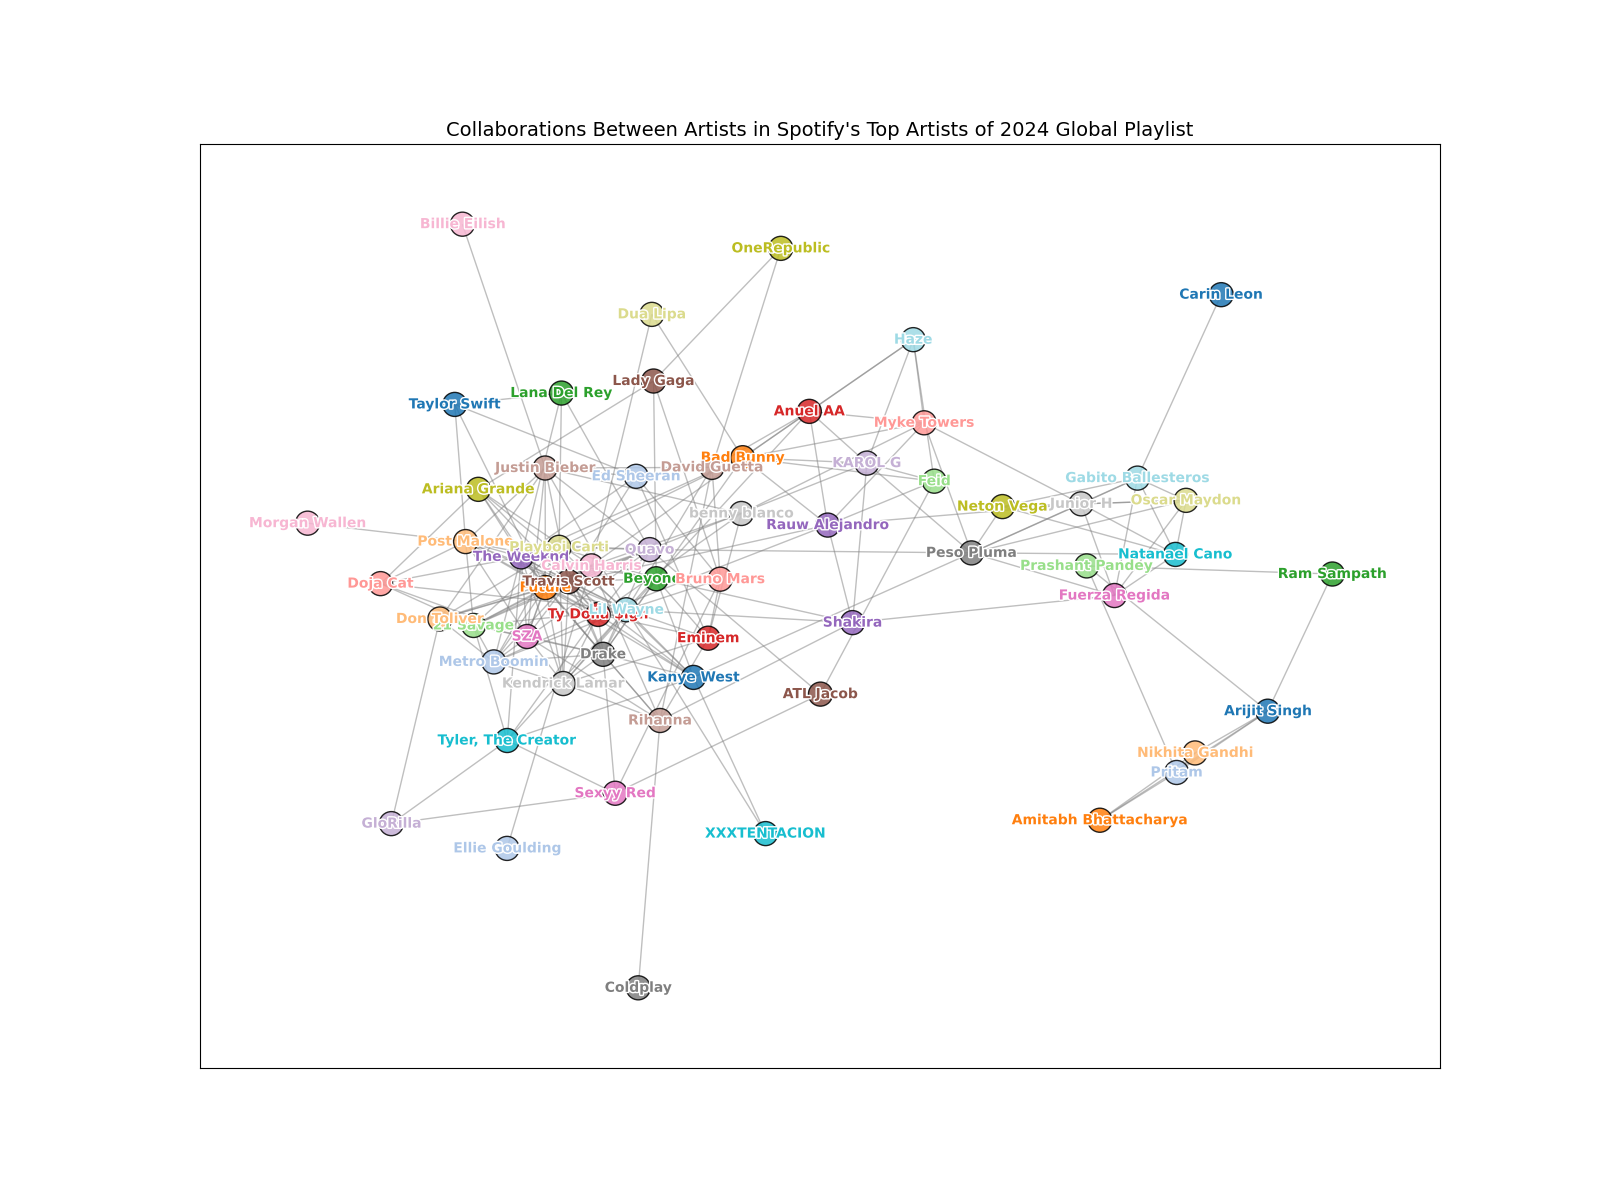 Collaborations Between Artists in Spotify's Top Artists of 2024 Global Playlist
Billie Eilish
OneRepublic
Carin Leon
Dua Lipa
Haze
Lady Gaga
Lana Del Rey
Taylor Swift
Anuel AA
Myke Towers
Bad Bunny
KAROL G
Justin Bieber
David Guetta
Ed Sheeran
Gabito Ballesteros
Feid
Ariana Grande
Oscar Maydon
Junior H
Neton Vega
benny blanco
Morgan Wallen
Rauw Alejandro
Post Malone
Playboi Carti
Quavo
Peso Pluma
Natanael Cano
The Weeknd
Calvin Harris
Prashant Pandey
Ram Sampath
Doja Cat
Travis Scott
Beyoncé
Bruno Mars
Future
Fuerza Regida
Lil Wayne
Ty Dolla $ign
Don Toliver
21 Savage
Shakira
SZA
Eminem
Drake
Metro Boomin
Kanye West
Kendrick Lamar
ATL Jacob
Arijit Singh
Rihanna
Tyler, The Creator
Nikhita Gandhi
Pritam
Sexyy Red
Amitabh Bhattacharya
GloRilla
XXXTENTACION
Ellie Goulding
Coldplay